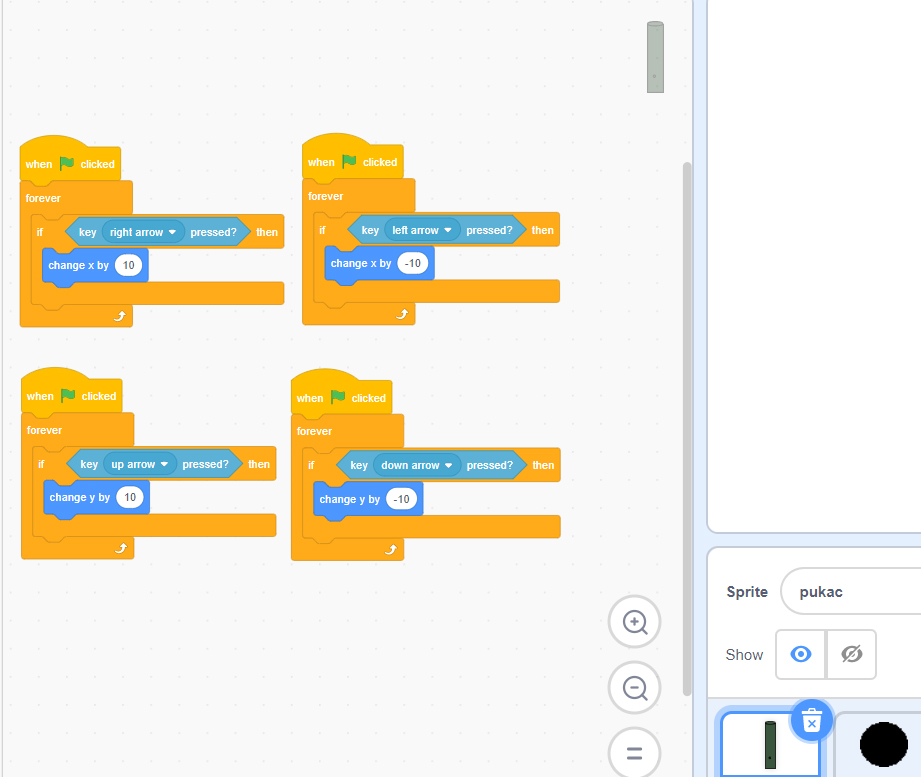 when clicked
forever
if key right arrow pressed? then
change x by 10
when clicked
forever
if key left arrow pressed? then
change x by -10
when clicked
forever
if key up arrow pressed? then
change y by 10
when clicked
forever
if key down arrow pressed? then
change y by -10
Sprite pukac
Show